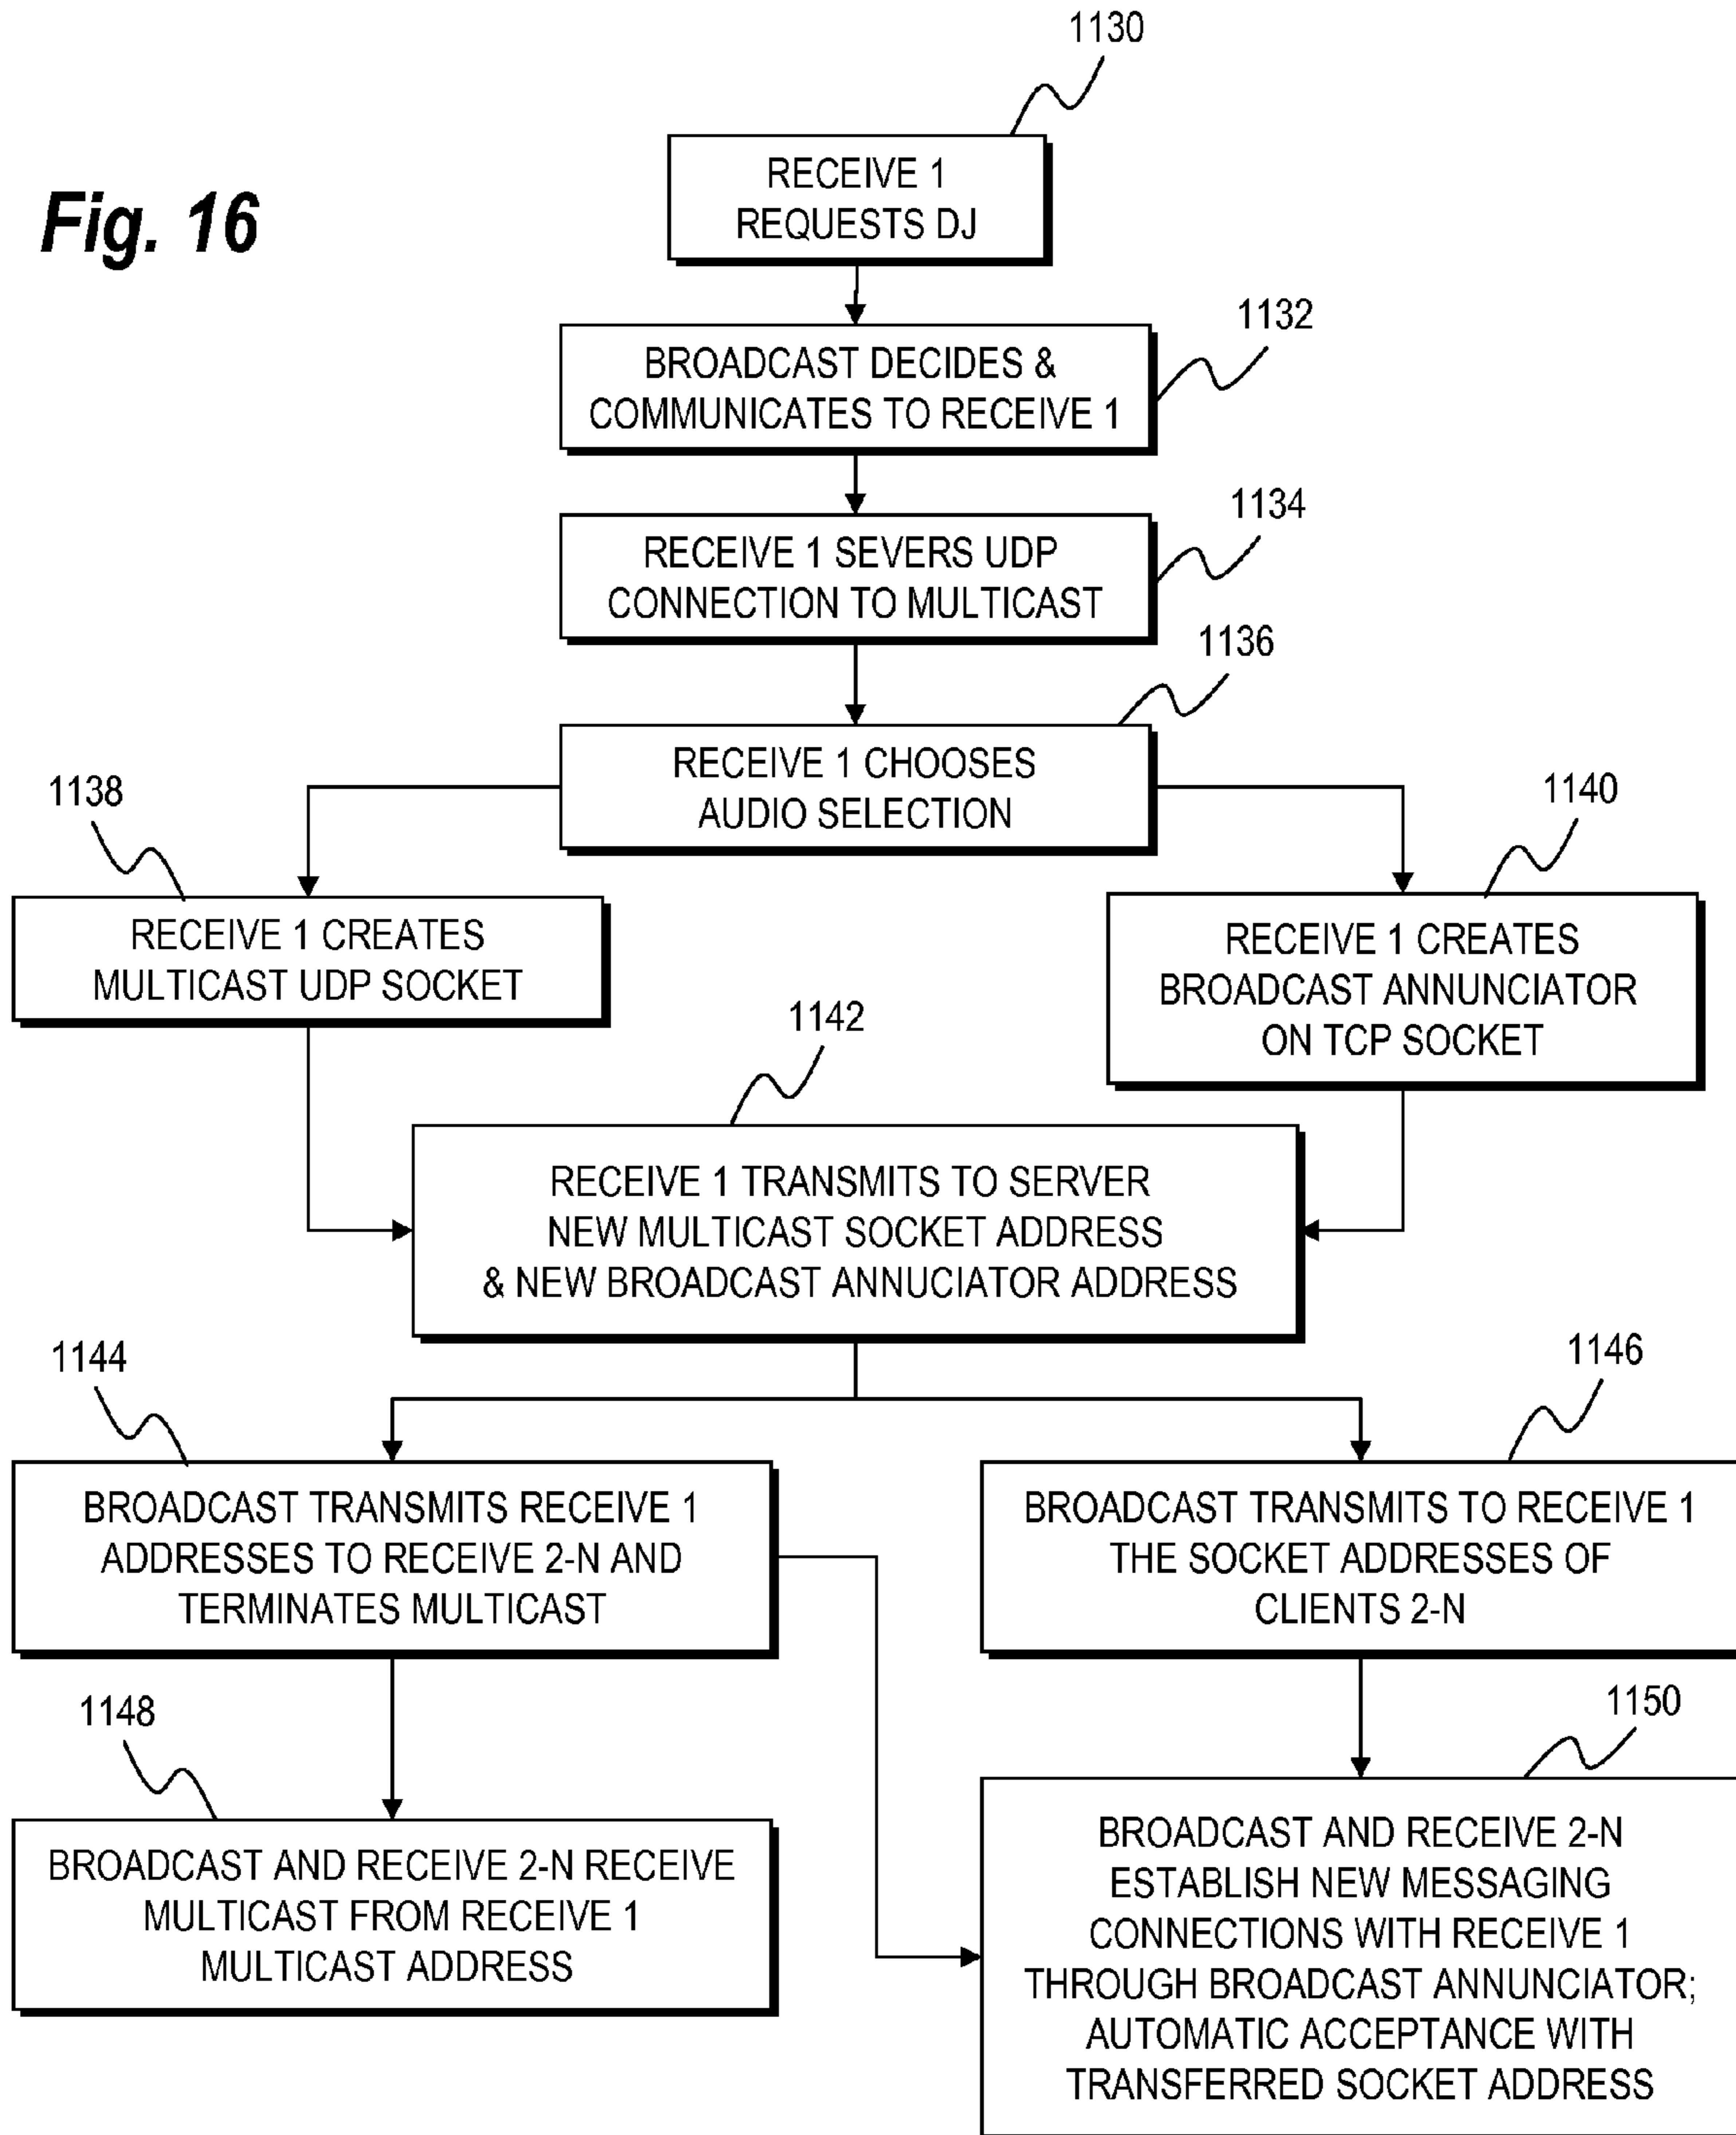 Fig. 16
1130
RECEIVE 1
REQUESTS DJ
1132
BROADCAST DECIDES &
COMMUNICATES TO RECEIVE 1
1134
RECEIVE 1 SEVERS UDP
CONNECTION TO MULTICAST
1136
RECEIVE 1 CHOOSES
AUDIO SELECTION
1138
RECEIVE 1 CREATES
MULTICAST UDP SOCKET
1140
RECEIVE 1 CREATES
BROADCAST ANNUNCIATOR
ON TCP SOCKET
1142
RECEIVE 1 TRANSMITS TO SERVER
NEW MULTICAST SOCKET ADDRESS
& NEW BROADCAST ANNUCIATOR ADDRESS
1144
BROADCAST TRANSMITS RECEIVE 1
ADDRESSES TO RECEIVE 2-N AND
TERMINATES MULTICAST
1146
BROADCAST TRANSMITS TO RECEIVE 1
THE SOCKET ADDRESSES OF
CLIENTS 2-N
1148
BROADCAST AND RECEIVE 2-N RECEIVE
MULTICAST FROM RECEIVE 1
MULTICAST ADDRESS
1150
BROADCAST AND RECEIVE 2-N
ESTABLISH NEW MESSAGING
CONNECTIONS WITH RECEIVE 1
THROUGH BROADCAST ANNUNCIATOR;
AUTOMATIC ACCEPTANCE WITH
TRANSFERRED SOCKET ADDRESS